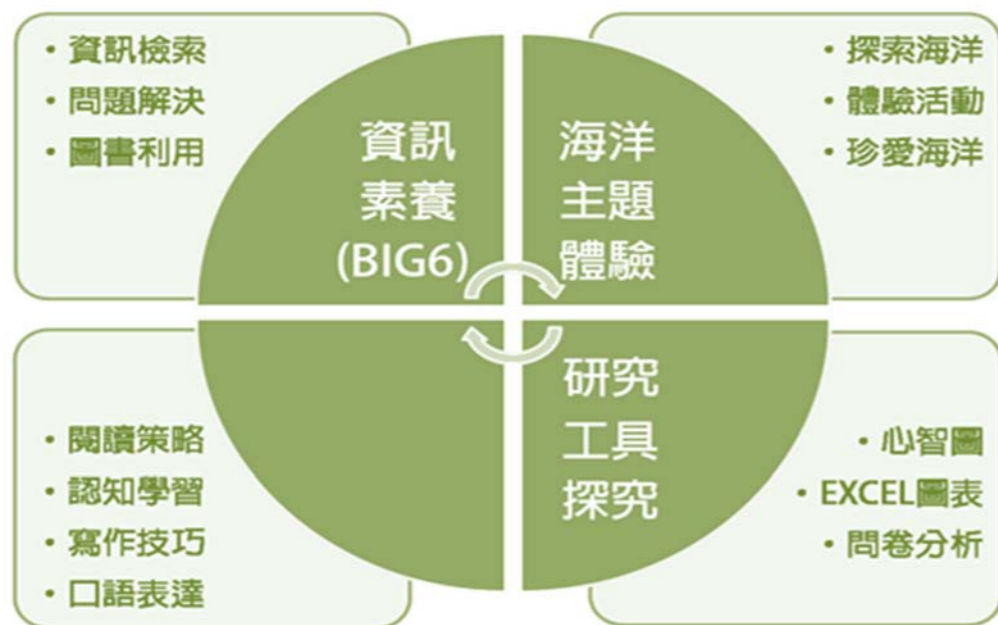 • 資訊檢索
• 問題解決
• 圖書利用
資訊
素養
(BIG6)
海洋
主題
體驗
• 探索海洋
• 體驗活動
• 珍愛海洋
• 閱讀策略
• 認知學習
• 寫作技巧
• 口語表達
研究
工具
探究
• 心智圖
• EXCEL圖表
• 問卷分析